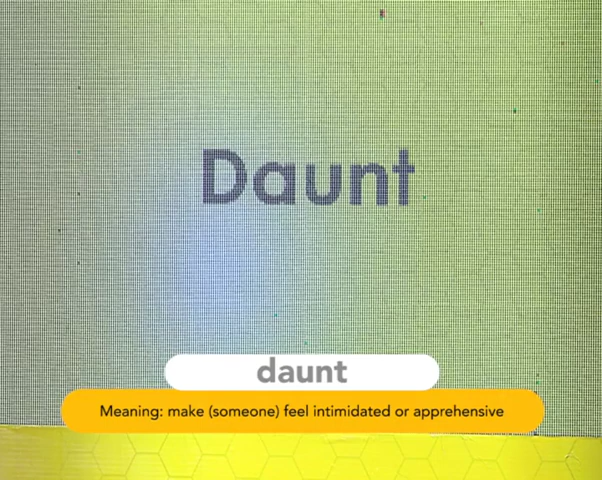 Daunt
daunt
Meaning: make (someone) feel intimidated or apprehensive